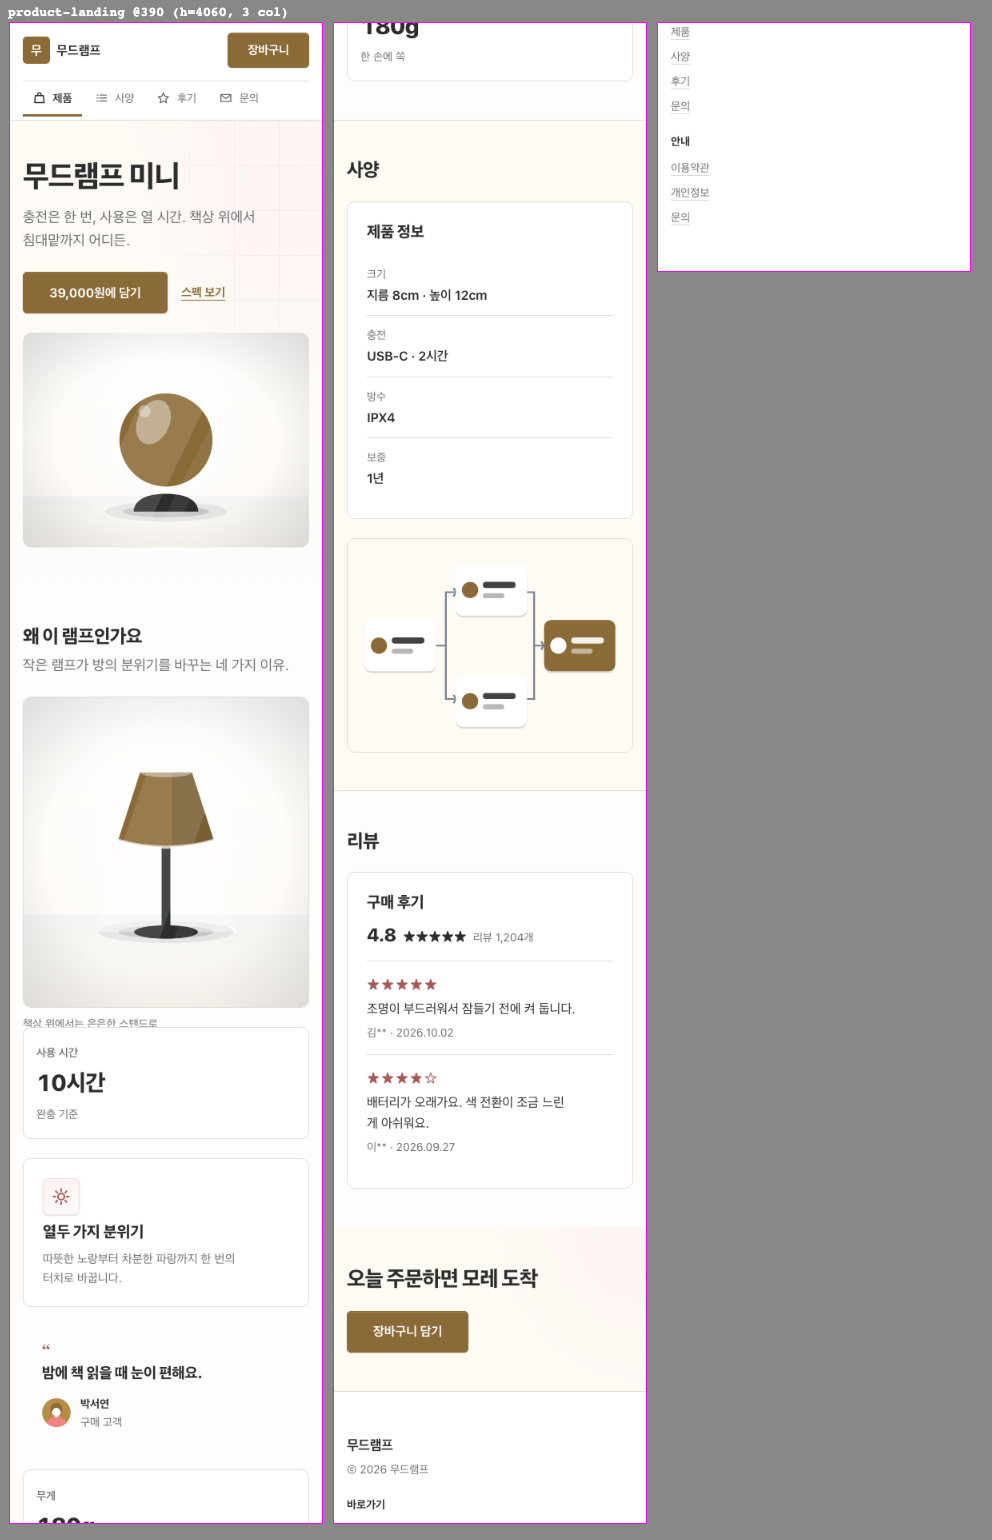 product-landing @390 (h=4060, 3 col)
무 무드램프
장바구니
제품 사양 후기 문의
무드램프 미니
충전은 한 번, 사용은 열 시간. 책상 위에서
침대맡까지 어디든.
39,000원에 담기 스펙 보기
왜 이 램프인가요
작은 램프가 방의 분위기를 바꾸는 네 가지 이유.
책상 위에서는 은은한 스탠드로
사용 시간
10시간
완충 기준
열두 가지 분위기
따뜻한 노랑부터 차분한 파랑까지 한 번의
터치로 바꿉니다.
“
밤에 책 읽을 때 눈이 편해요.
박서연
구매 고객
무게
180g
180g
한 손에 쏙
사양
제품 정보
크기
지름 8cm · 높이 12cm
충전
USB-C · 2시간
방수
IPX4
보증
1년
리뷰
구매 후기
4.8 ★★★★★ 리뷰 1,204개
★★★★★
조명이 부드러워서 잠들기 전에 켜 둡니다.
김** · 2026.10.02
★★★★☆
배터리가 오래가요. 색 전환이 조금 느린
게 아쉬워요.
이** · 2026.09.27
오늘 주문하면 모레 도착
장바구니 담기
무드램프
© 2026 무드램프
바로가기
제품
사양
후기
문의
안내
이용약관
개인정보
문의